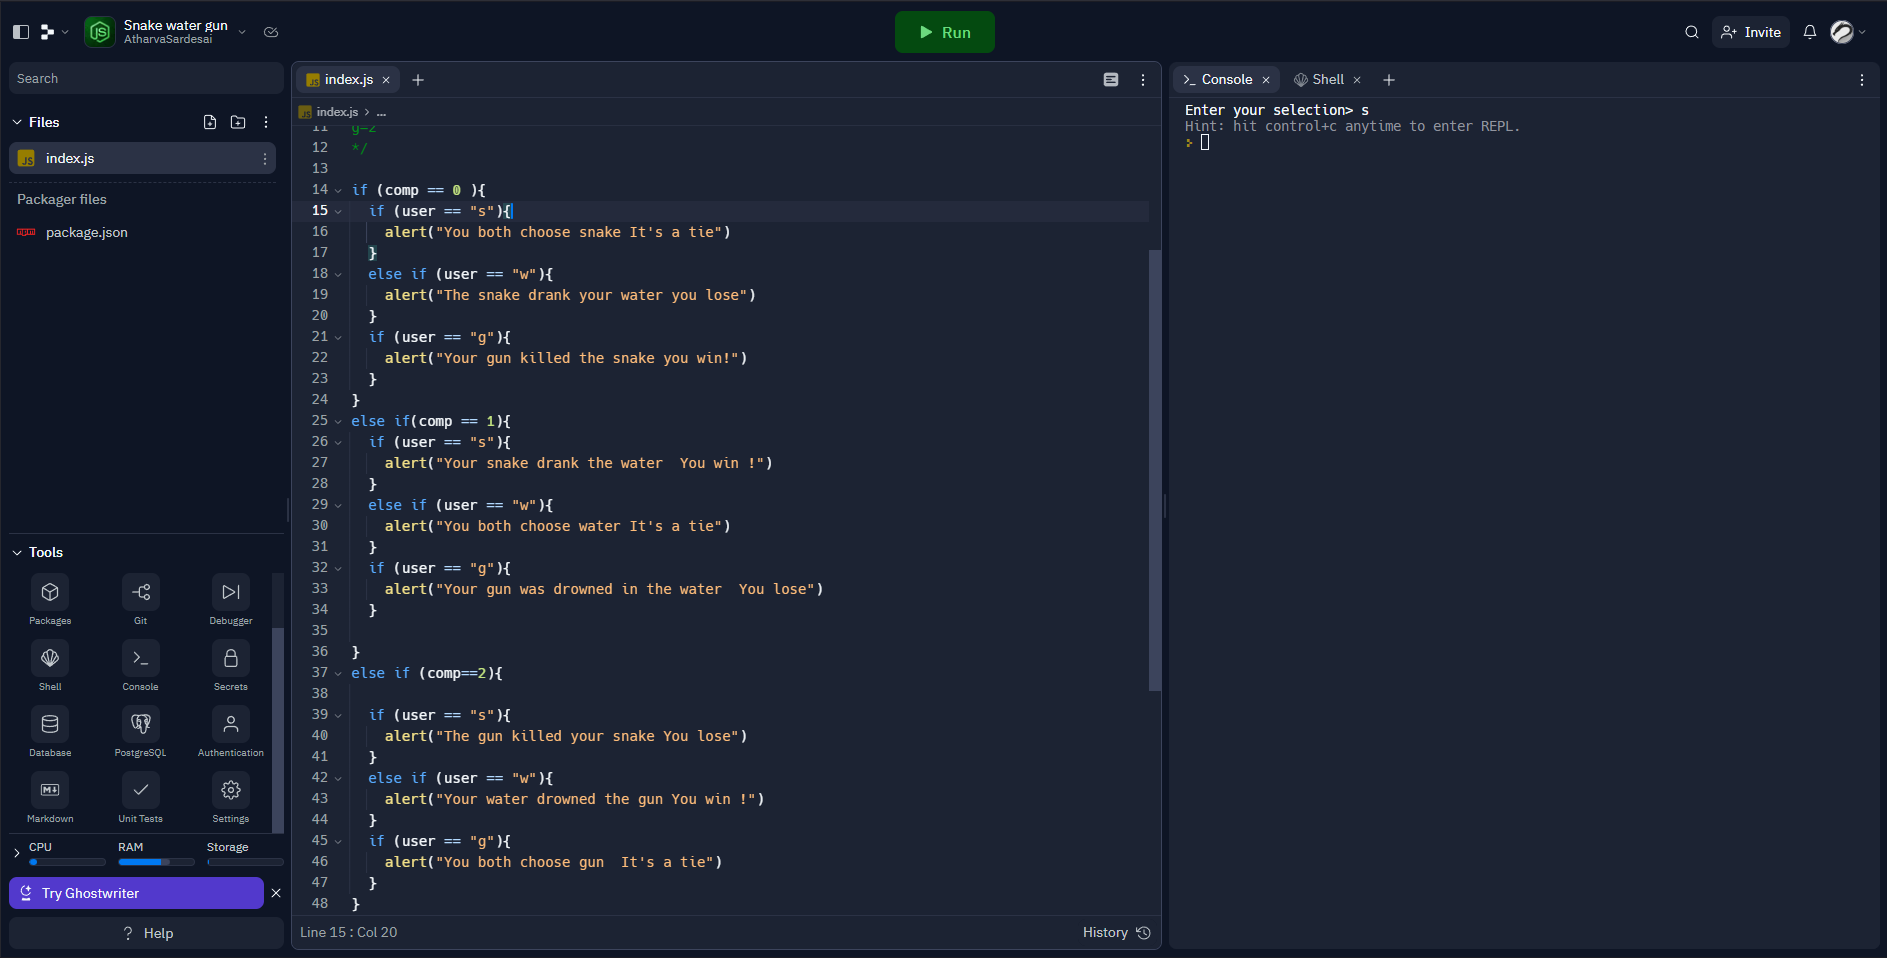 Snake water gun
AtharvaSardesai
Run
Invite
Search
Files
index.js
Packager files
package.json
Tools
Packages
Git
Debugger
Shell
Console
Secrets
Database
PostgreSQL
Authentication
Markdown
Unit Tests
Settings
CPU
RAM
Storage
Try Ghostwriter
? Help
index.js
index.js > ...
11 g=2
12 */
13
14 if (comp == 0 ){
15 if (user == "s"){
16 alert("You both choose snake It's a tie")
17 }
18 else if (user == "w"){
19 alert("The snake drank your water you lose")
20 }
21 if (user == "g"){
22 alert("Your gun killed the snake you win!")
23 }
24 }
25 else if(comp == 1){
26 if (user == "s"){
27 alert("Your snake drank the water  You win !")
28 }
29 else if (user == "w"){
30 alert("You both choose water It's a tie")
31 }
32 if (user == "g"){
33 alert("Your gun was drowned in the water  You lose")
34 }
35
36 }
37 else if (comp==2){
38
39 if (user == "s"){
40 alert("The gun killed your snake You lose")
41 }
42 else if (user == "w"){
43 alert("Your water drowned the gun You win !")
44 }
45 if (user == "g"){
46 alert("You both choose gun  It's a tie")
47 }
48 }
Line 15 : Col 20
History
Console
Shell
Enter your selection> s
Hint: hit control+c anytime to enter REPL.